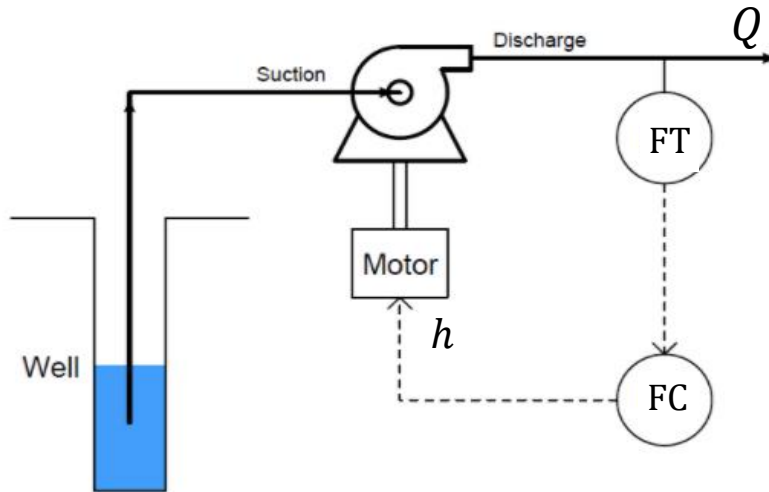 Q
Discharge
Suction
FT
Motor
h
Well
FC